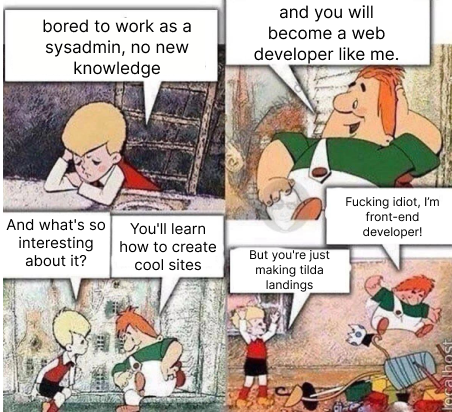 bored to work as a
sysadmin, no new
knowledge
and you will
become a web
developer like me.
And what's so
interesting
about it?
You'll learn
how to create
cool sites
But you're just
making tilda
landings
Fucking idiot, I'm
front-end
developer!